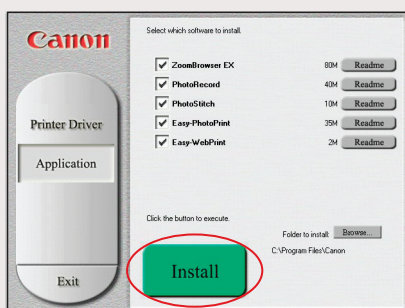 Canon
Select which software to install.
ZoomBrowser EX 80M Readme
PhotoRecord 40M Readme
PhotoStitch 10M Readme
Easy-PhotoPrint 35M Readme
Easy-WebPrint 2M Readme
Printer Driver
Application
Click the button to execute.
Folder to install: Browse...
C:\Program Files\Canon
Install
Exit